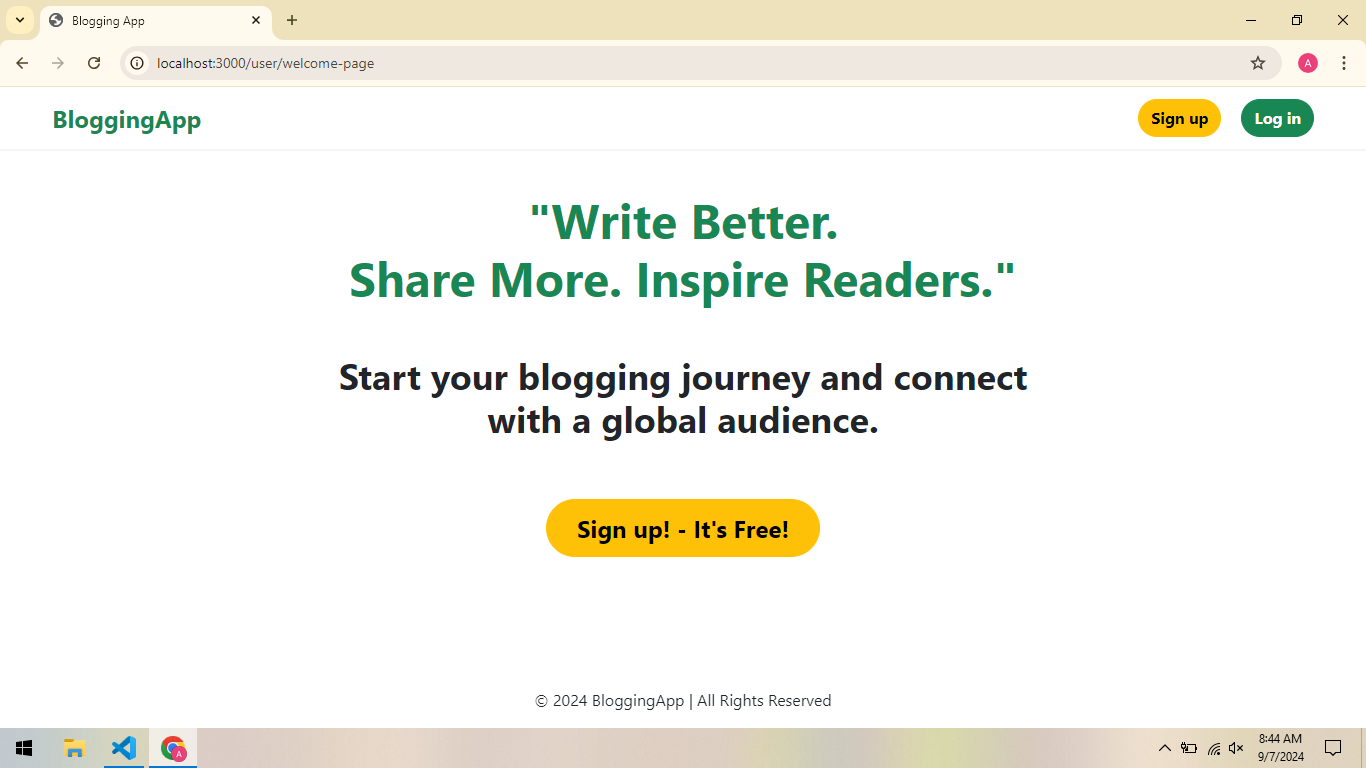 Blogging App
localhost:3000/user/welcome-page
A
BloggingApp
Sign up
Log in
"Write Better.
Share More. Inspire Readers."
Start your blogging journey and connect
with a global audience.
Sign up! - It's Free!
© 2024 BloggingApp | All Rights Reserved
A
8:44 AM
9/7/2024